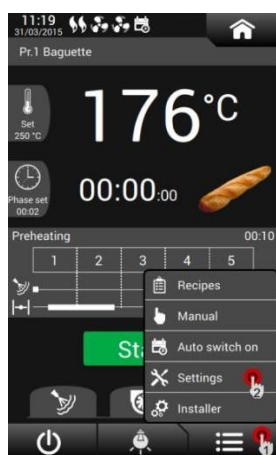 11:19
31/03/2015
Pr.1 Baguette
176°C
Set
250 °C
00:00:00
Phase set
00:02
Preheating 00:10
1 2 3 4 5
Recipes
Manual
Auto switch on
Settings
2
Installer
1